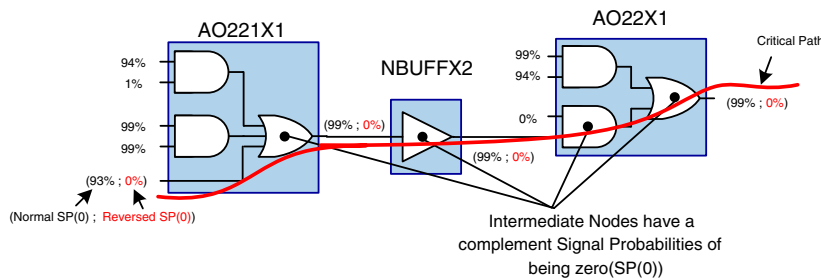 AO221X1
AO22X1
NBUFFX2
Critical Path
94%
1%
99%
99%
(93% ; 0%)
(Normal SP(0) ; Reversed SP(0))
(99% ; 0%)
(99% ; 0%)
99%
94%
0%
(99% ; 0%)
Intermediate Nodes have a
complement Signal Probabilities of
being zero(SP(0))